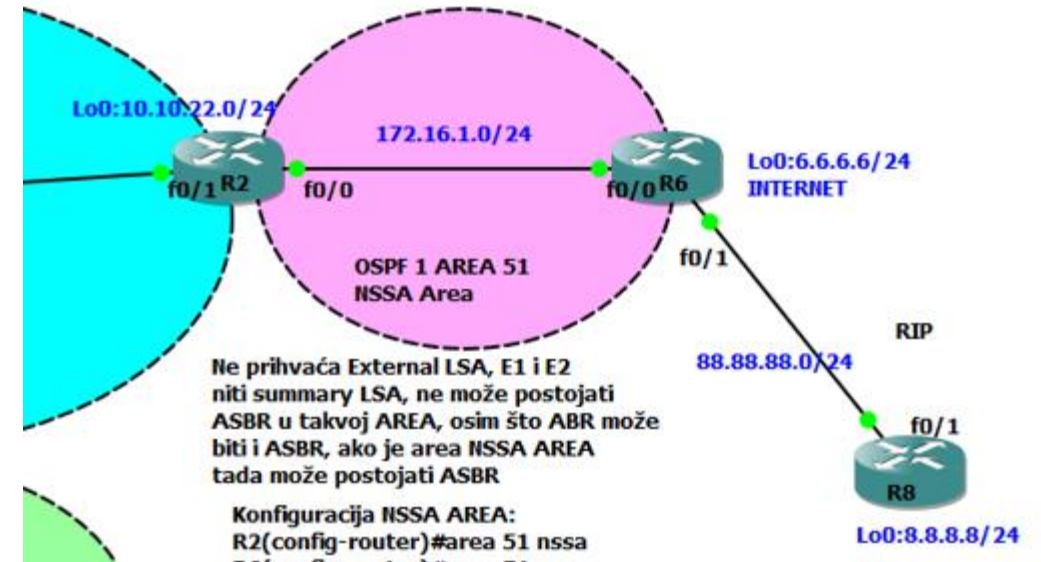 Lo0:10.10.22.0/24
172.16.1.0/24
R2
f0/1
f0/0
f0/0
R6
Lo0:6.6.6.6/24
INTERNET
f0/1
OSPF 1 AREA 51
NSSA Area
RIP
88.88.88.0/24
Ne prihvaća External LSA, E1 i E2
niti summary LSA, ne može postojati
ASBR u takvoj AREA, osim što ABR može
biti i ASBR, ako je area NSSA AREA
tada može postojati ASBR
f0/1
R8
Lo0:8.8.8.8/24
Konfiguracija NSSA AREA:
R2(config-router)#area 51 nssa